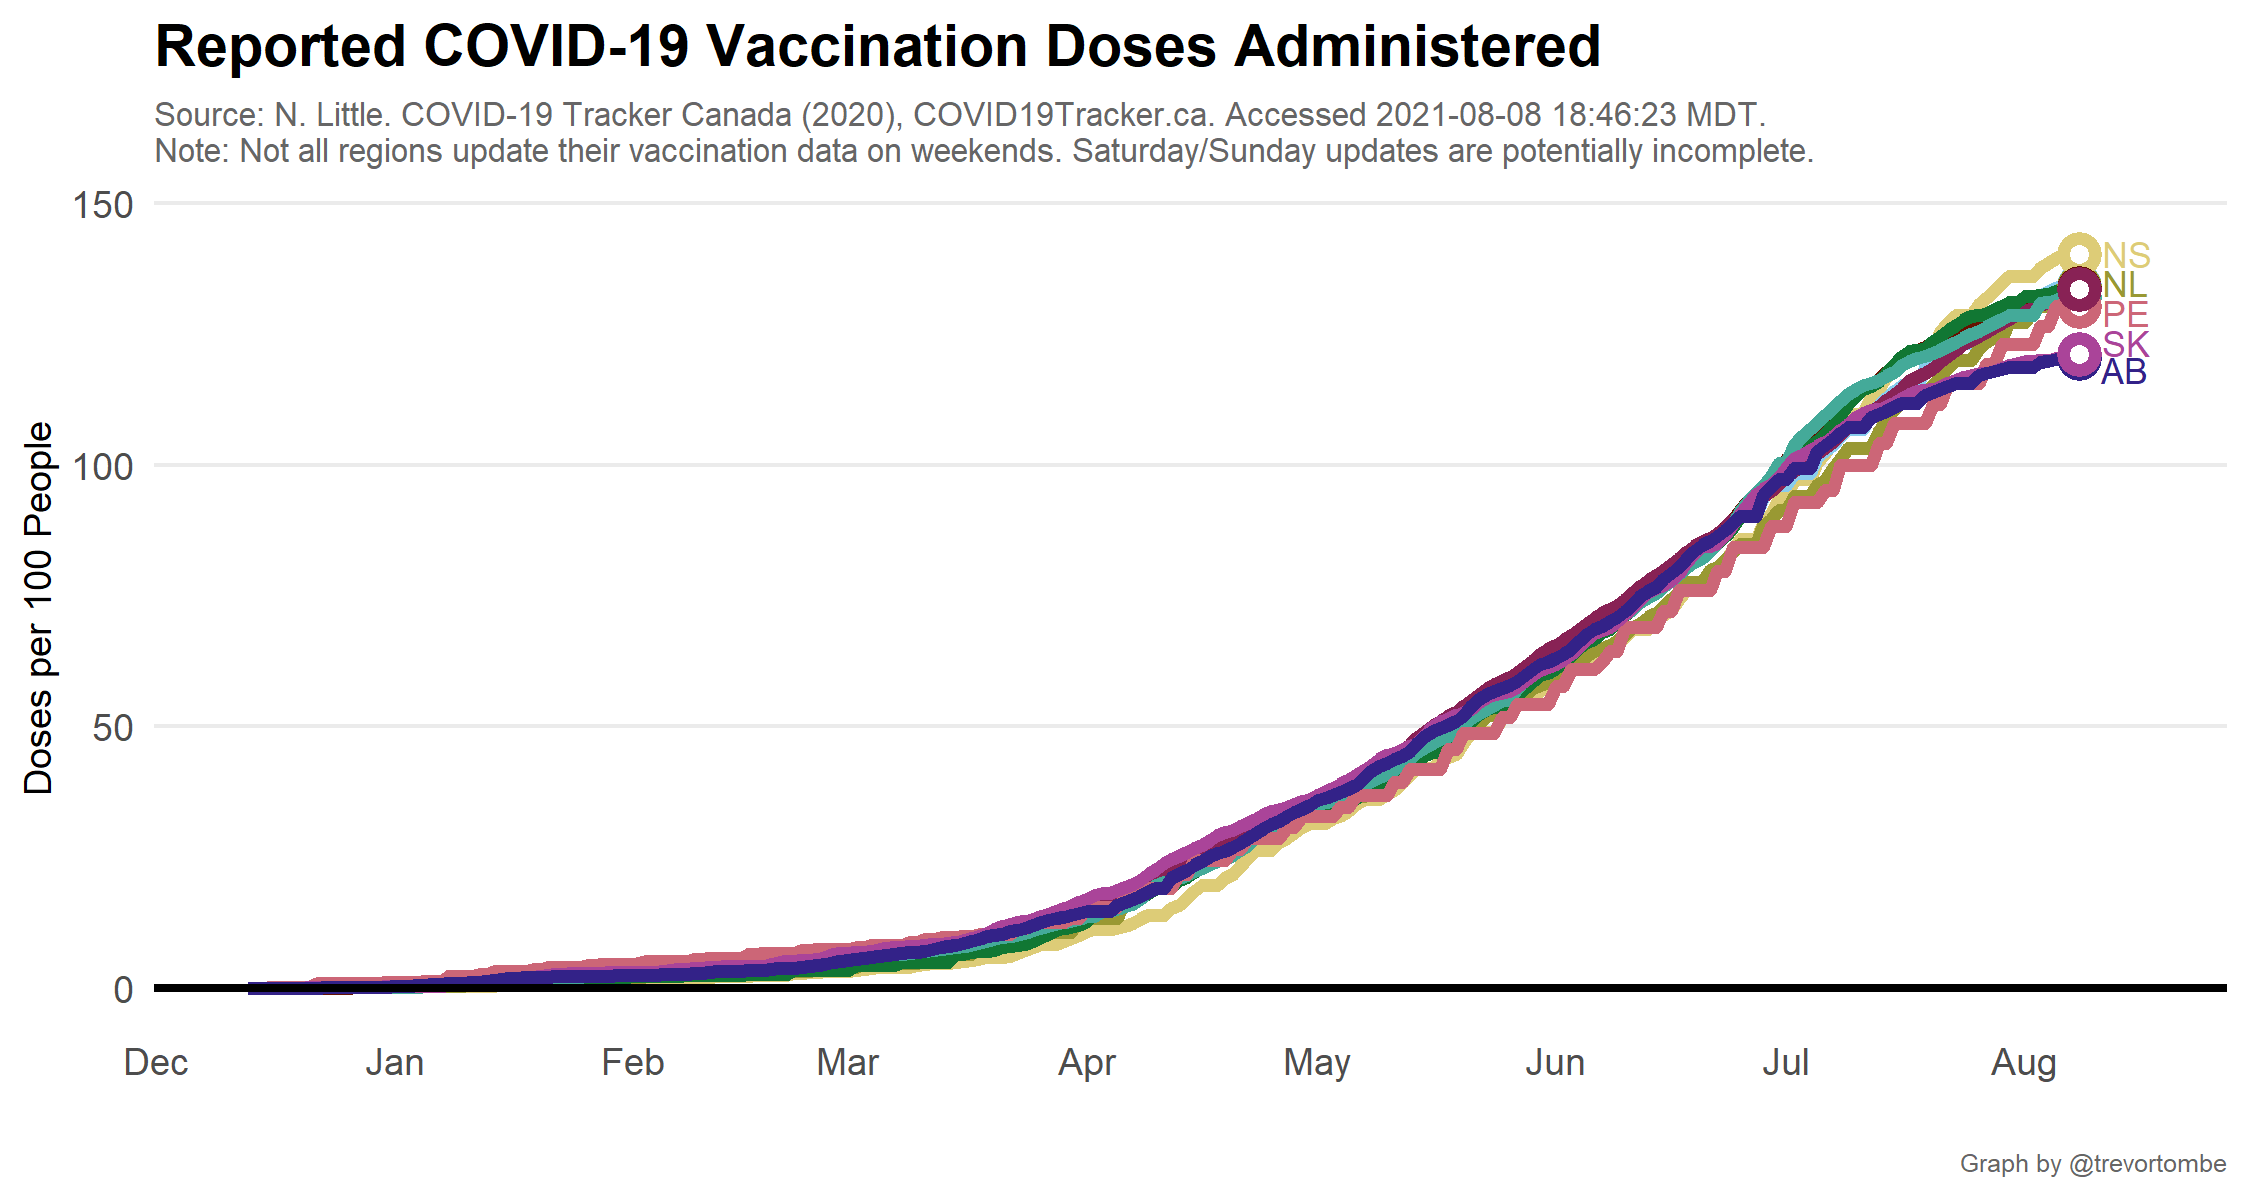 Reported COVID-19 Vaccination Doses Administered
Source: N. Little. COVID-19 Tracker Canada (2020), COVID19Tracker.ca. Accessed 2021-08-08 18:46:23 MDT.
Note: Not all regions update their vaccination data on weekends. Saturday/Sunday updates are potentially incomplete.
Doses per 100 People
150
100
50
0
NS
NL
PE
SK
AB
Dec Jan Feb Mar Apr May Jun Jul Aug
Graph by @trevortombe